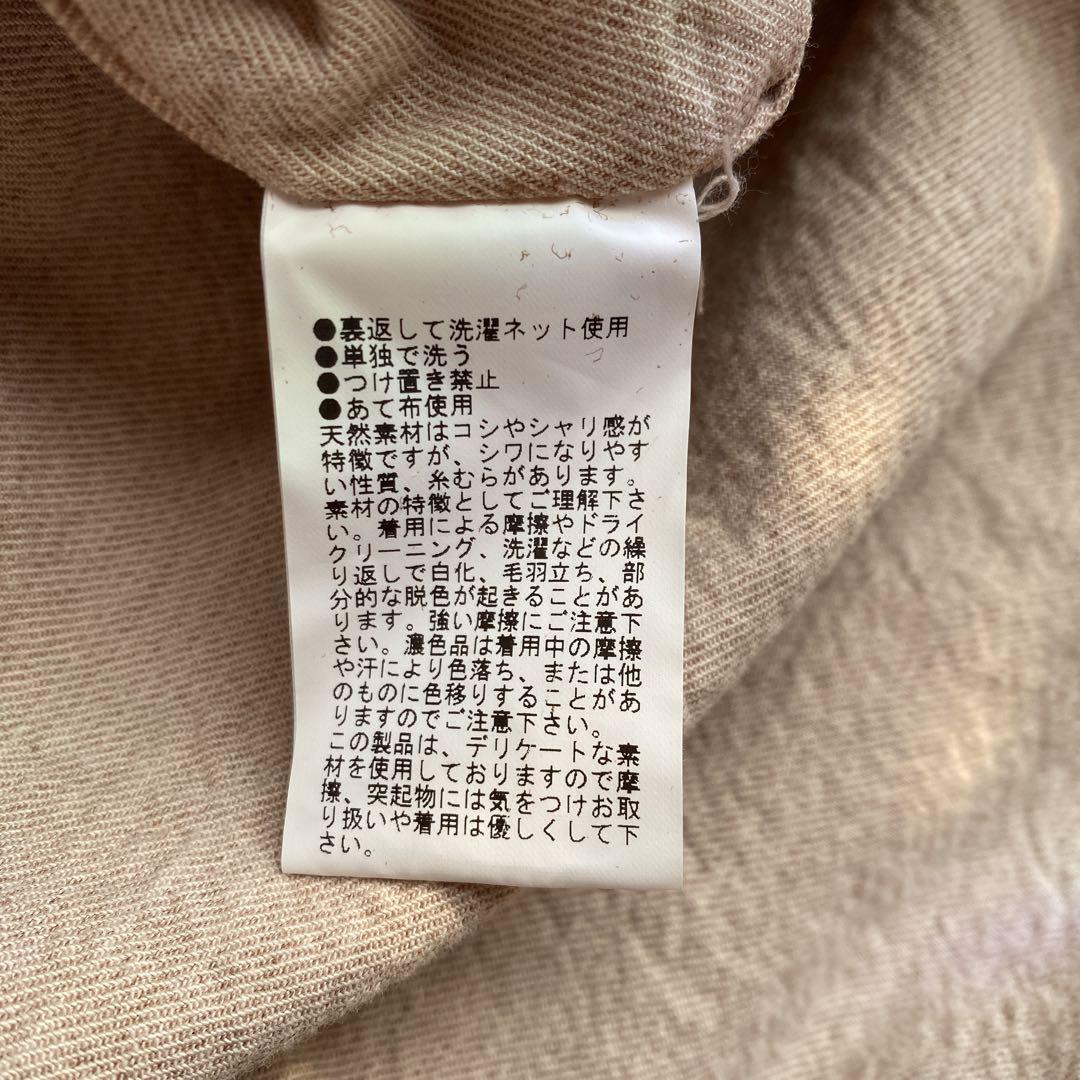 ●裏返して洗濯ネット使用
●単独で洗う
●つけ置き禁止
●あて布使用
天然素材はコシやシャリ感が
特徴ですが、シワになりやす
い性質、糸むらがあります。
素材の特徴としてご理解下さ
い。着用による摩擦やドライ
クリーニング、洗濯などの繰
り返しで白化、毛羽立ち、部
分的な脱色が起きることがあ
ります。強い摩擦にご注意下
さい。濃色品は着用中の摩擦
や汗により色落ち、または他
のものに色移りすることがあ
りますのでご注意下さい。
この製品は、デリケートな素
材を使用しておりますので摩
擦、突起物には気をつけお取
り扱いや着用は優しくして下
さい。